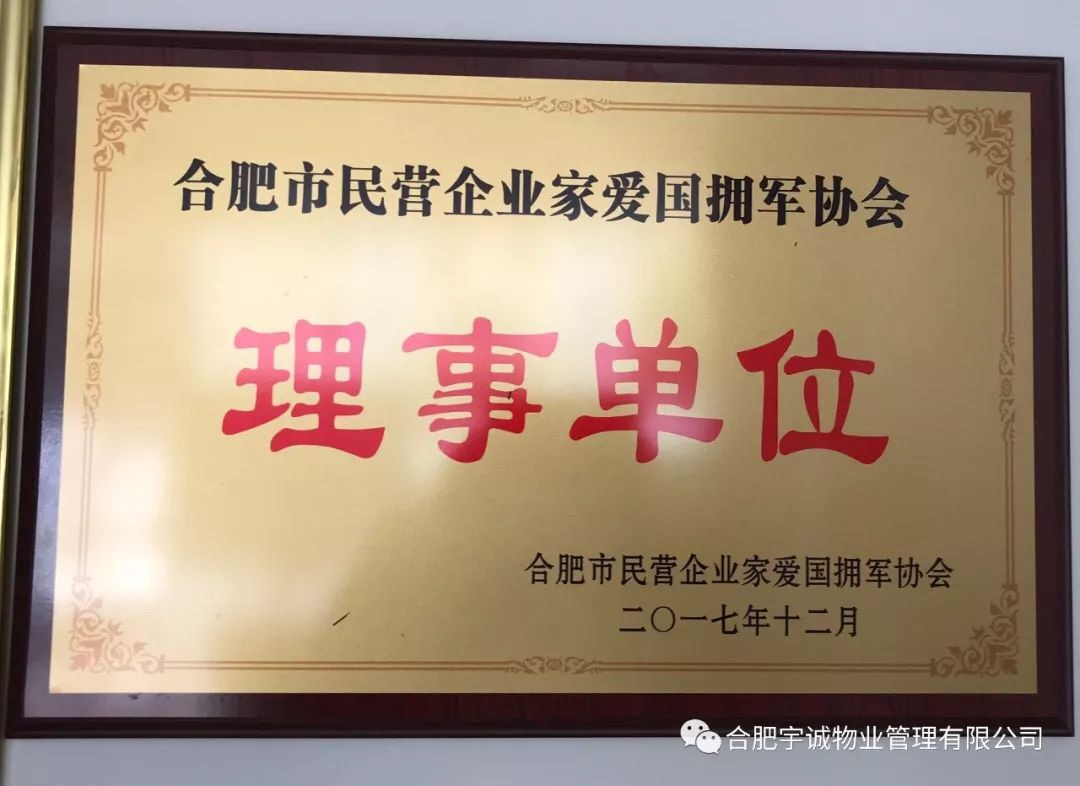 合肥市民营企业家爱国拥军协会
理事单位
合肥市民营企业家爱国拥军协会
二〇一七年十二月
合肥宇诚物业管理有限公司